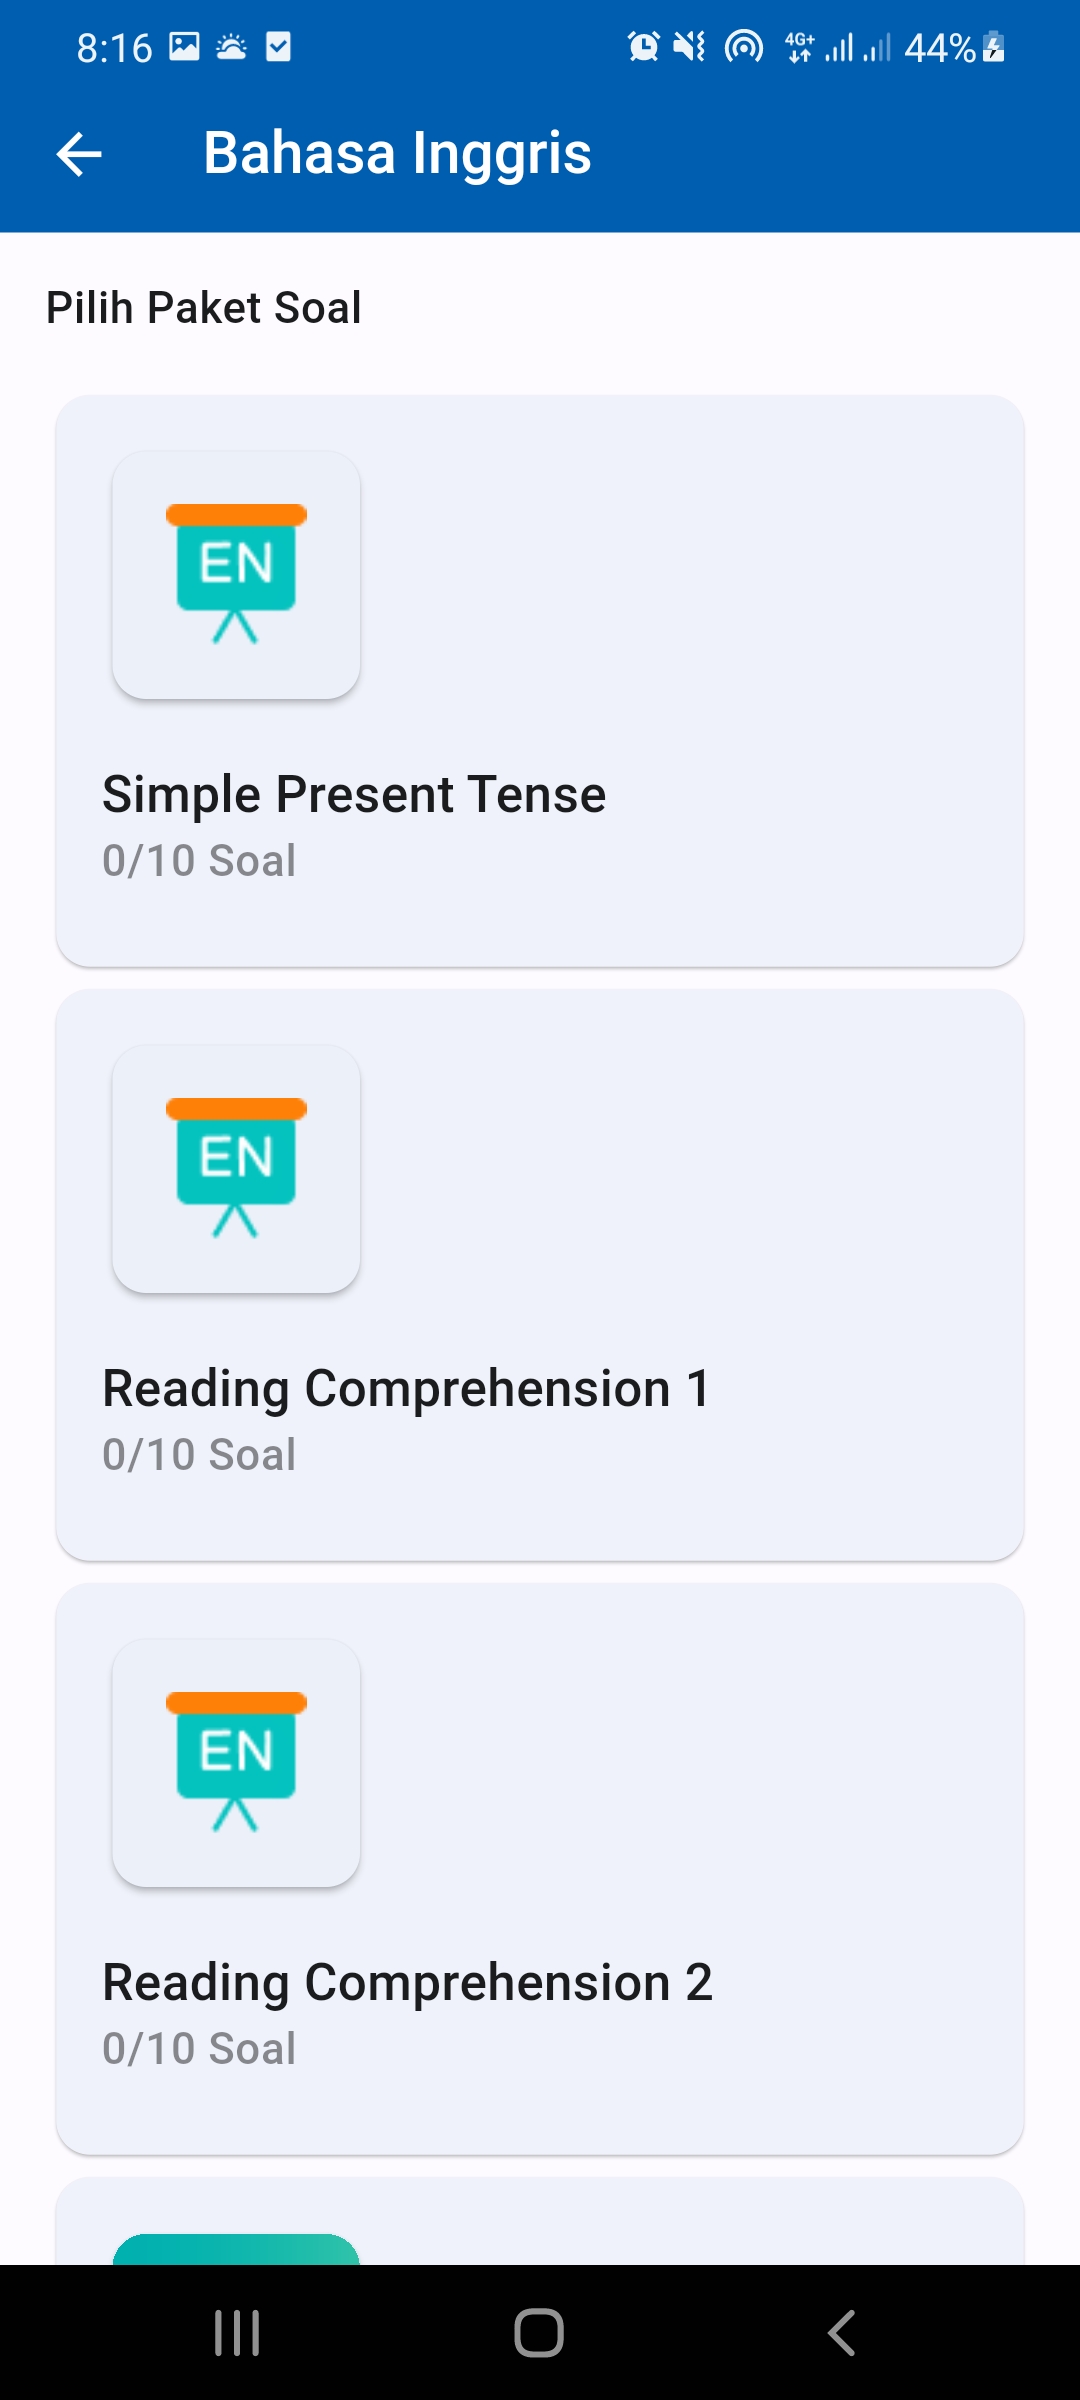 8:16 4G+ 44%
Bahasa Inggris
Pilih Paket Soal
EN
Simple Present Tense
0/10 Soal
EN
Reading Comprehension 1
0/10 Soal
EN
Reading Comprehension 2
0/10 Soal